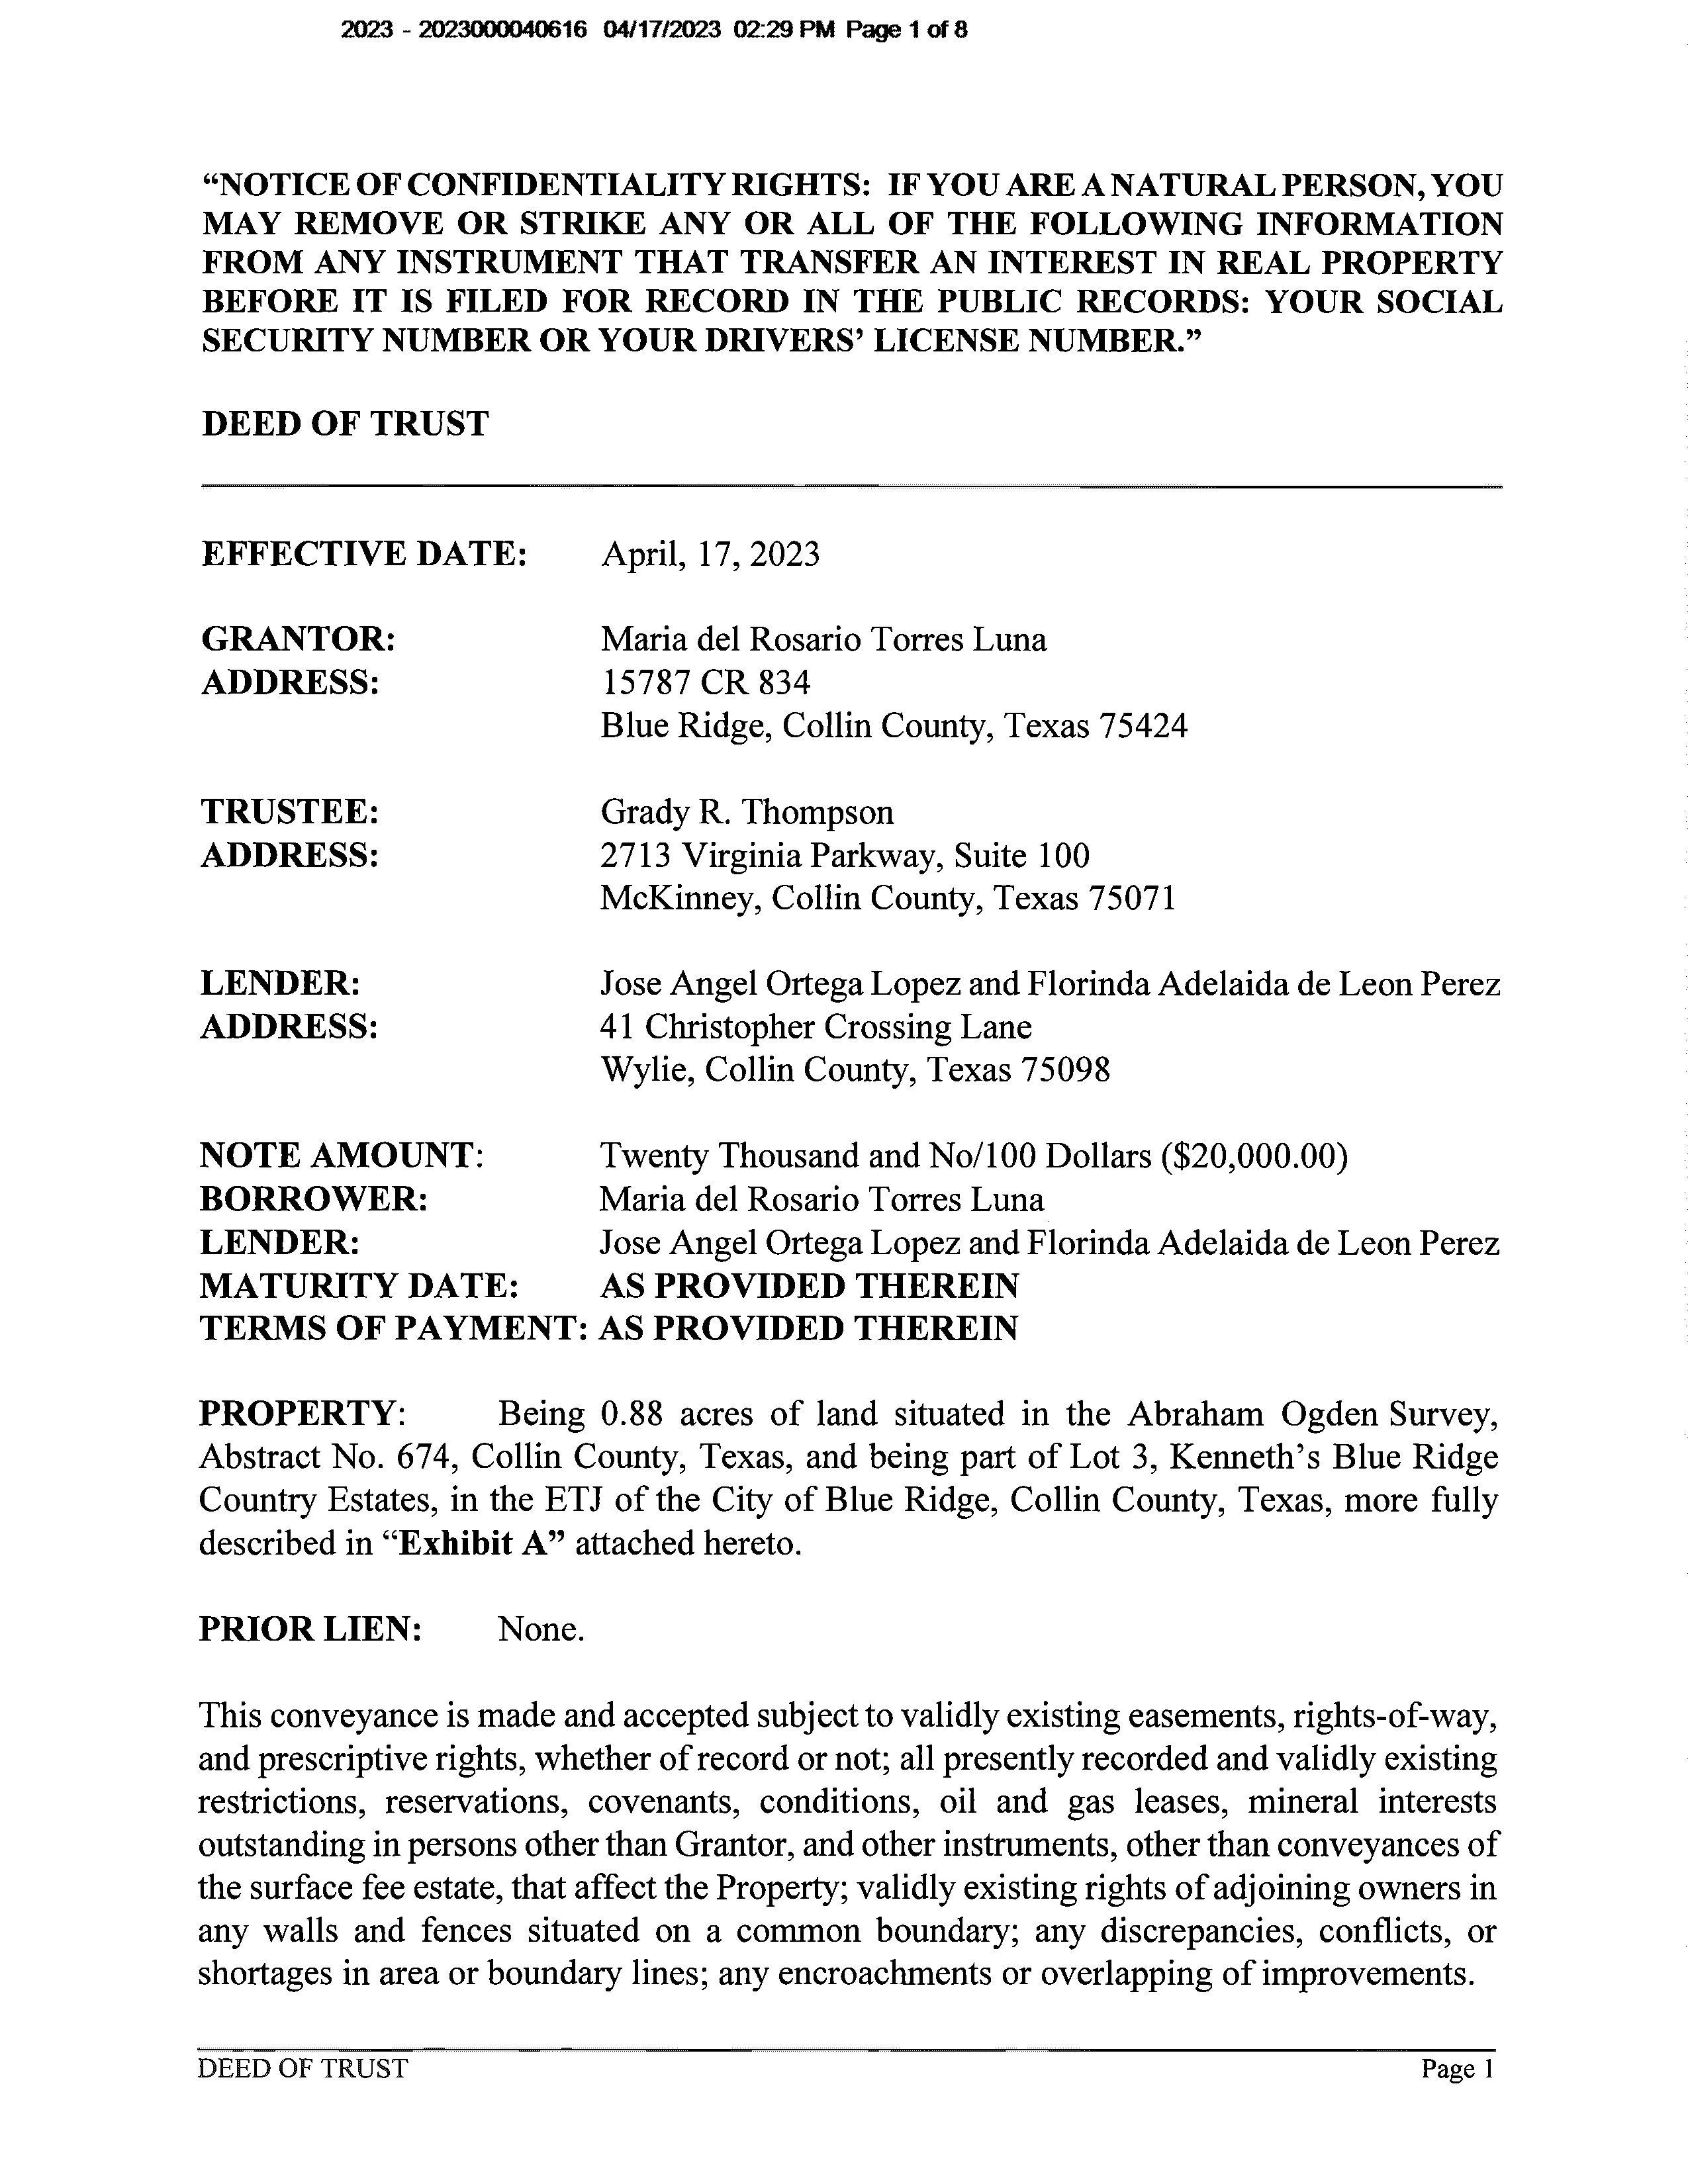 2023 - 2023000040616 04/17/2023 02:29 PM Page 1 of 8
“NOTICE OF CONFIDENTIALITY RIGHTS: IF YOU ARE A NATURAL PERSON, YOU
MAY REMOVE OR STRIKE ANY OR ALL OF THE FOLLOWING INFORMATION
FROM ANY INSTRUMENT THAT TRANSFER AN INTEREST IN REAL PROPERTY
BEFORE IT IS FILED FOR RECORD IN THE PUBLIC RECORDS: YOUR SOCIAL
SECURITY NUMBER OR YOUR DRIVERS’ LICENSE NUMBER.”
DEED OF TRUST
EFFECTIVE DATE: April, 17, 2023
GRANTOR: Maria del Rosario Torres Luna
ADDRESS: 15787 CR 834
Blue Ridge, Collin County, Texas 75424
TRUSTEE: Grady R. Thompson
ADDRESS: 2713 Virginia Parkway, Suite 100
McKinney, Collin County, Texas 75071
LENDER: Jose Angel Ortega Lopez and Florinda Adelaida de Leon Perez
ADDRESS: 41 Christopher Crossing Lane
Wylie, Collin County, Texas 75098
NOTE AMOUNT: Twenty Thousand and No/100 Dollars ($20,000.00)
BORROWER: Maria del Rosario Torres Luna
LENDER: Jose Angel Ortega Lopez and Florinda Adelaida de Leon Perez
MATURITY DATE: AS PROVIDED THEREIN
TERMS OF PAYMENT: AS PROVIDED THEREIN
PROPERTY: Being 0.88 acres of land situated in the Abraham Ogden Survey,
Abstract No. 674, Collin County, Texas, and being part of Lot 3, Kenneth’s Blue Ridge
Country Estates, in the ETJ of the City of Blue Ridge, Collin County, Texas, more fully
described in “Exhibit A” attached hereto.
PRIOR LIEN: None.
This conveyance is made and accepted subject to validly existing easements, rights-of-way,
and prescriptive rights, whether of record or not; all presently recorded and validly existing
restrictions, reservations, covenants, conditions, oil and gas leases, mineral interests
outstanding in persons other than Grantor, and other instruments, other than conveyances of
the surface fee estate, that affect the Property; validly existing rights of adjoining owners in
any walls and fences situated on a common boundary; any discrepancies, conflicts, or
shortages in area or boundary lines; any encroachments or overlapping of improvements.
DEED OF TRUST Page 1